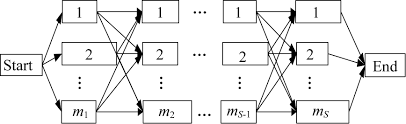 1 1 ... 1 1
2 2 2 2
Start End
⋮ ⋮ ⋮ ⋮
m1 m2 ... mS-1 mS